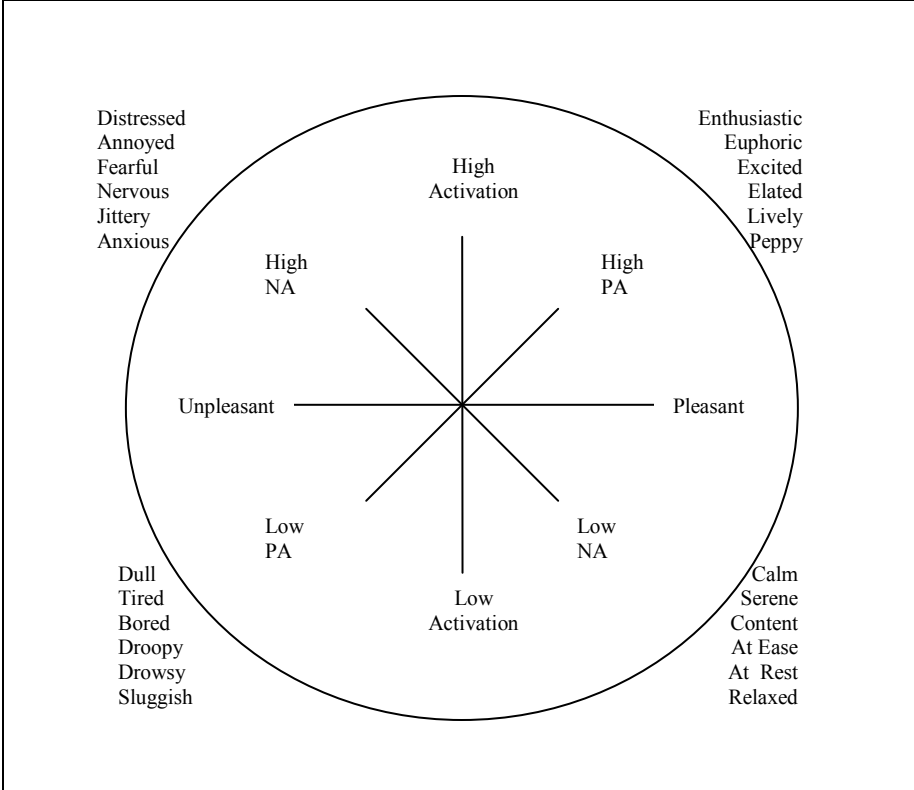 Distressed
Annoyed
Fearful
Nervous
Jittery
Anxious
Enthusiastic
Euphoric
Excited
Elated
Lively
Peppy
High
Activation
High
NA
High
PA
Unpleasant
Pleasant
Low
PA
Low
NA
Low
Activation
Dull
Tired
Bored
Droopy
Drowsy
Sluggish
Calm
Serene
Content
At Ease
At Rest
Relaxed